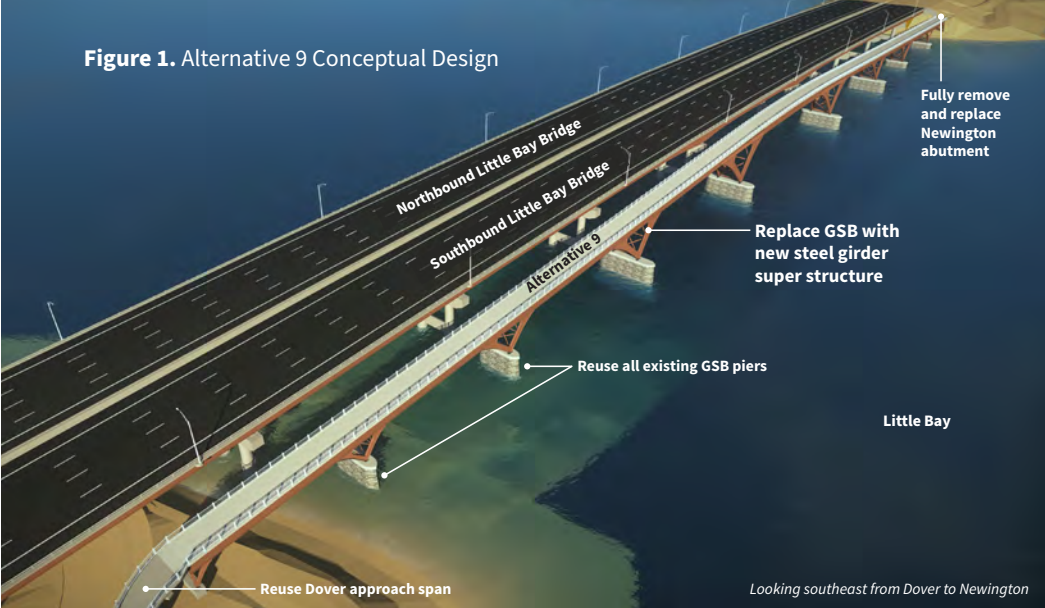 Figure 1. Alternative 9 Conceptual Design
Fully remove
and replace
Newington
abutment
Northbound Little Bay Bridge
Southbound Little Bay Bridge
Alternative 9
Replace GSB with
new steel girder
super structure
Reuse all existing GSB piers
Little Bay
Reuse Dover approach span
Looking southeast from Dover to Newington